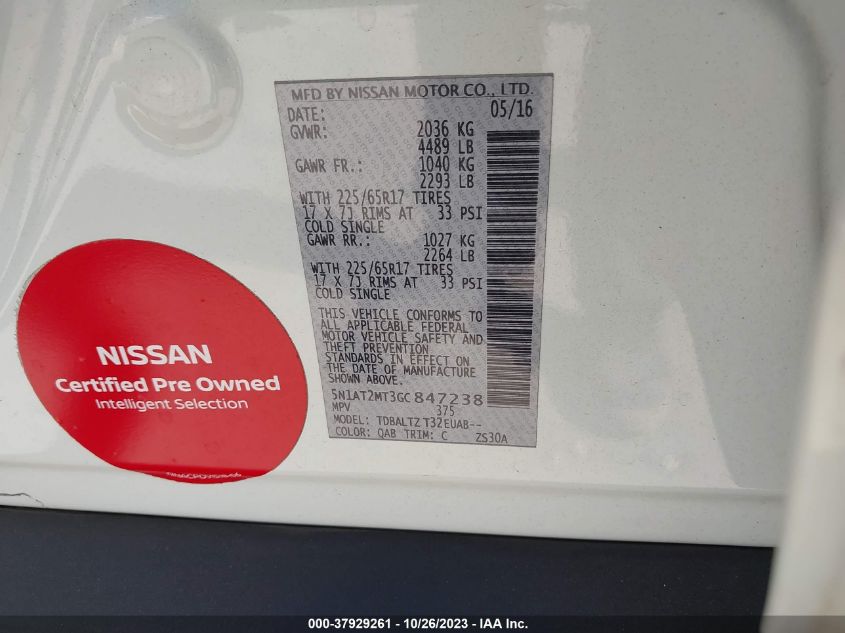 MFD BY NISSAN MOTOR CO., LTD.
DATE: 05/16
GVWR: 2036 KG
4489 LB
GAWR FR.: 1040 KG
2293 LB
WITH 225/65R17 TIRES
17 X 7J RIMS AT 33 PSI
COLD SINGLE
GAWR RR.: 1027 KG
2264 LB
WITH 225/65R17 TIRES
17 X 7J RIMS AT 33 PSI
COLD SINGLE
THIS VEHICLE CONFORMS TO
ALL APPLICABLE FEDERAL
MOTOR VEHICLE SAFETY AND
THEFT PREVENTION
STANDARDS IN EFFECT ON
THE DATE OF MANUFACTURE
SHOWN ABOVE.
5N1AT2MT3GC847238
MPV 375
MODEL: TDBALTZ T32EUAB--
COLOR: QAB TRIM: C ZS30A
NISSAN
Certified Pre Owned
Intelligent Selection
000-37929261 - 10/26/2023 - IAA Inc.